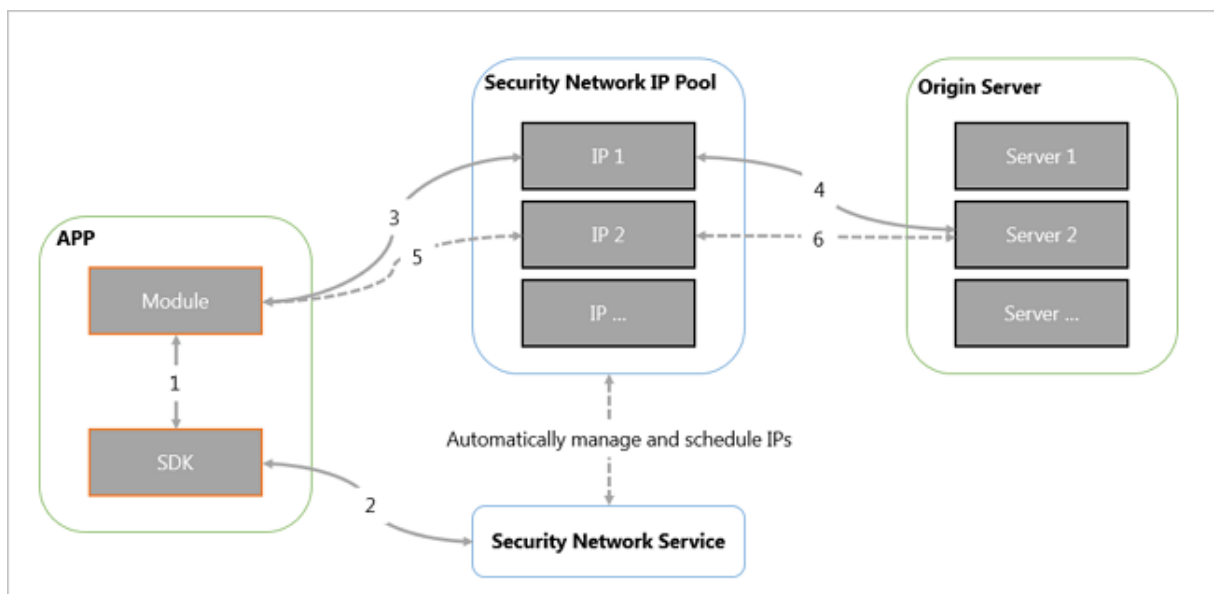 Security Network IP Pool
Origin Server
IP 1
Server 1
4
3
APP
IP 2
Server 2
5
6
Module
IP ...
Server ...
1
Automatically manage and schedule IPs
SDK
2
Security Network Service